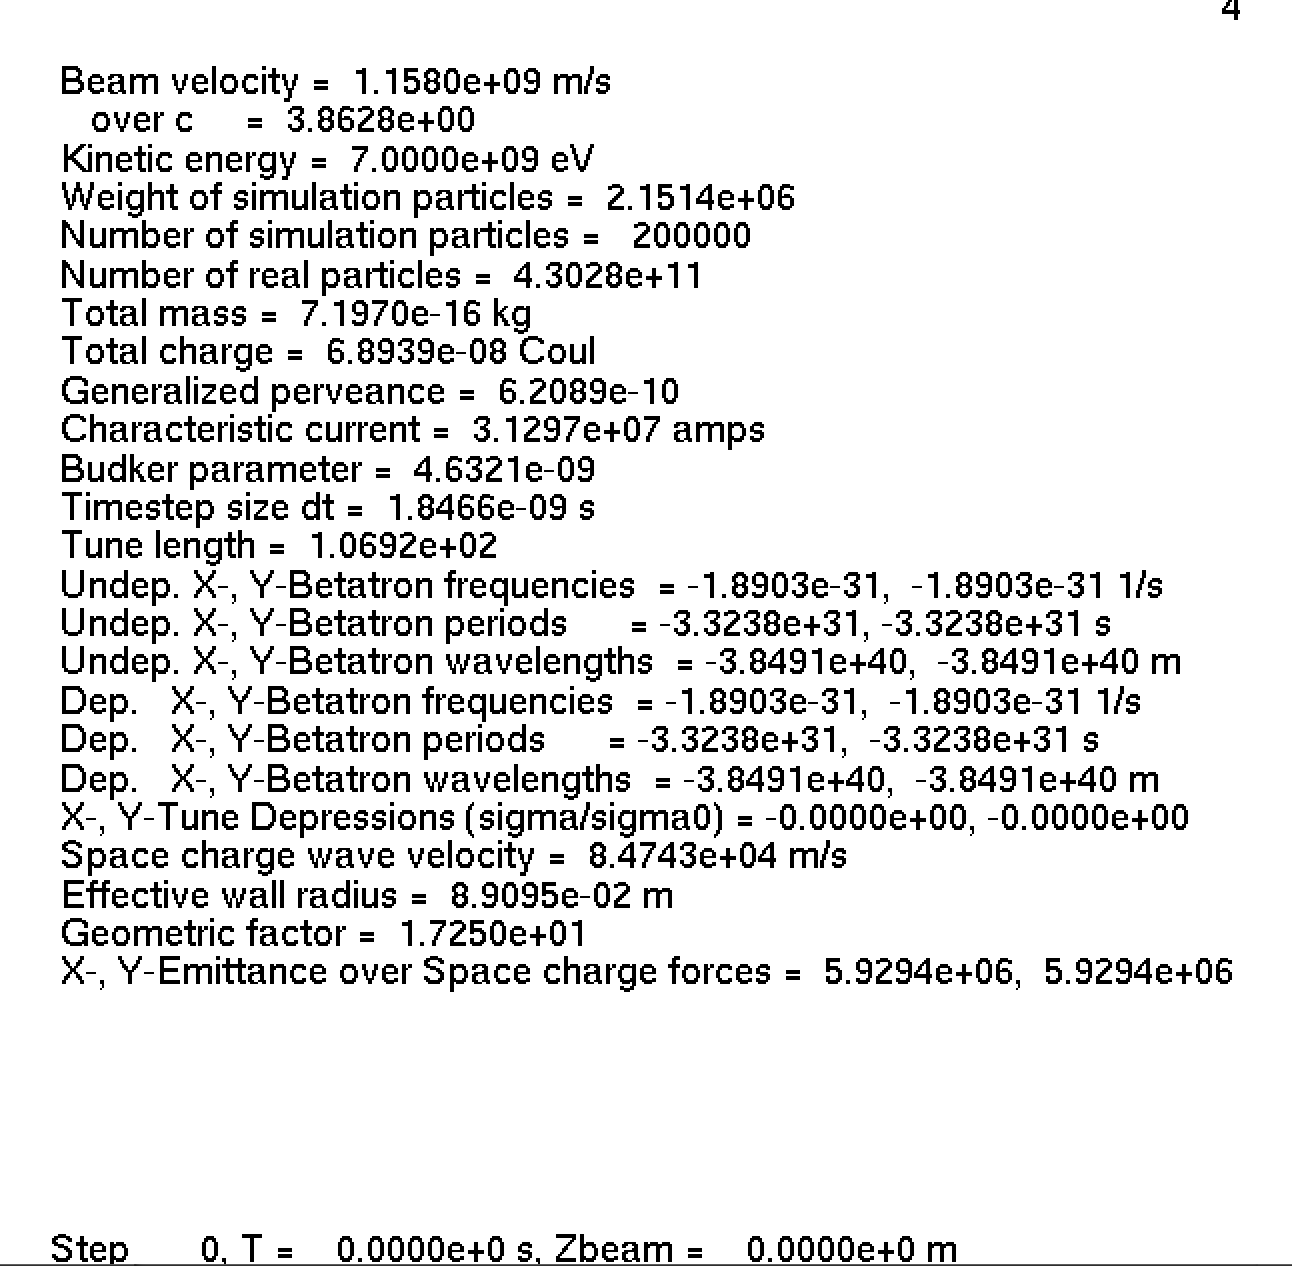 4
Beam velocity = 1.1580e+09 m/s
over c = 3.8628e+00
Kinetic energy = 7.0000e+09 eV
Weight of simulation particles = 2.1514e+06
Number of simulation particles = 200000
Number of real particles = 4.3028e+11
Total mass = 7.1970e-16 kg
Total charge = 6.8939e-08 Coul
Generalized perveance = 6.2089e-10
Characteristic current = 3.1297e+07 amps
Budker parameter = 4.6321e-09
Timestep size dt = 1.8466e-09 s
Tune length = 1.0692e+02
Undep. X-, Y-Betatron frequencies = -1.8903e-31, -1.8903e-31 1/s
Undep. X-, Y-Betatron periods = -3.3238e+31, -3.3238e+31 s
Undep. X-, Y-Betatron wavelengths = -3.8491e+40, -3.8491e+40 m
Dep. X-, Y-Betatron frequencies = -1.8903e-31, -1.8903e-31 1/s
Dep. X-, Y-Betatron periods = -3.3238e+31, -3.3238e+31 s
Dep. X-, Y-Betatron wavelengths = -3.8491e+40, -3.8491e+40 m
X-, Y-Tune Depressions (sigma/sigma0) = -0.0000e+00, -0.0000e+00
Space charge wave velocity = 8.4743e+04 m/s
Effective wall radius = 8.9095e-02 m
Geometric factor = 1.7250e+01
X-, Y-Emittance over Space charge forces = 5.9294e+06, 5.9294e+06
Step 0, T = 0.0000e+0 s, Zbeam = 0.0000e+0 m